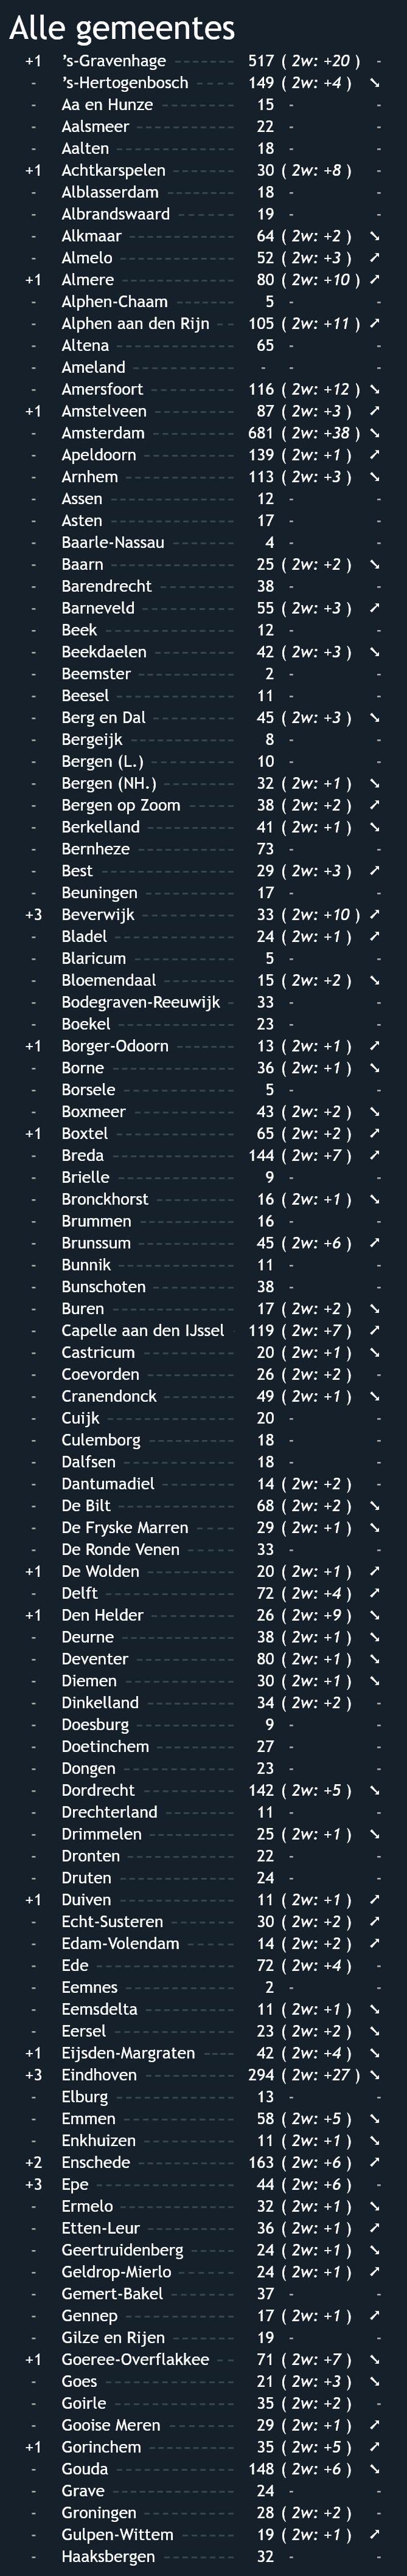 Alle gemeentes
+1 's-Gravenhage 517 ( 2w: +20 ) -
- 's-Hertogenbosch 149 ( 2w: +4 ) ➘
- Aa en Hunze 15 - -
- Aalsmeer 22 - -
- Aalten 18 - -
+1 Achtkarspelen 30 ( 2w: +8 ) -
- Alblasserdam 18 - -
- Albrandswaard 19 - -
- Alkmaar 64 ( 2w: +2 ) ➘
- Almelo 52 ( 2w: +3 ) ➚
+1 Almere 80 ( 2w: +10 ) ➚
- Alphen-Chaam 5 - -
- Alphen aan den Rijn 105 ( 2w: +11 ) ➚
- Altena 65 - -
- Ameland - - -
- Amersfoort 116 ( 2w: +12 ) ➘
+1 Amstelveen 87 ( 2w: +3 ) ➚
- Amsterdam 681 ( 2w: +38 ) ➘
- Apeldoorn 139 ( 2w: +1 ) ➚
- Arnhem 113 ( 2w: +3 ) ➘
- Assen 12 - -
- Asten 17 - -
- Baarle-Nassau 4 - -
- Baarn 25 ( 2w: +2 ) ➘
- Barendrecht 38 - -
- Barneveld 55 ( 2w: +3 ) ➚
- Beek 12 - -
- Beekdaelen 42 ( 2w: +3 ) ➘
- Beemster 2 - -
- Beesel 11 - -
- Berg en Dal 45 ( 2w: +3 ) ➘
- Bergeijk 8 - -
- Bergen (L.) 10 - -
- Bergen (NH.) 32 ( 2w: +1 ) ➘
- Bergen op Zoom 38 ( 2w: +2 ) ➚
- Berkelland 41 ( 2w: +1 ) ➘
- Bernheze 73 - -
- Best 29 ( 2w: +3 ) ➚
- Beuningen 17 - -
+3 Beverwijk 33 ( 2w: +10 ) ➚
- Bladel 24 ( 2w: +1 ) ➚
- Blaricum 5 - -
- Bloemendaal 15 ( 2w: +2 ) ➘
- Bodegraven-Reeuwijk 33 - -
- Boekel 23 - -
+1 Borger-Odoorn 13 ( 2w: +1 ) ➚
- Borne 36 ( 2w: +1 ) ➘
- Borsele 5 - -
- Boxmeer 43 ( 2w: +2 ) ➘
+1 Boxtel 65 ( 2w: +2 ) ➚
- Breda 144 ( 2w: +7 ) ➚
- Brielle 9 - -
- Bronckhorst 16 ( 2w: +1 ) ➘
- Brummen 16 - -
- Brunssum 45 ( 2w: +6 ) ➚
- Bunnik 11 - -
- Bunschoten 38 - -
- Buren 17 ( 2w: +2 ) ➘
- Capelle aan den IJssel 119 ( 2w: +7 ) ➚
- Castricum 20 ( 2w: +1 ) ➘
- Coevorden 26 ( 2w: +2 ) -
- Cranendonck 49 ( 2w: +1 ) ➘
- Cuijk 20 - -
- Culemborg 18 - -
- Dalfsen 18 - -
- Dantumadiel 14 ( 2w: +2 ) -
- De Bilt 68 ( 2w: +2 ) ➘
- De Fryske Marren 29 ( 2w: +1 ) ➘
- De Ronde Venen 33 - -
+1 De Wolden 20 ( 2w: +1 ) ➚
- Delft 72 ( 2w: +4 ) ➚
+1 Den Helder 26 ( 2w: +9 ) ➘
- Deurne 38 ( 2w: +1 ) ➘
- Deventer 80 ( 2w: +1 ) ➘
- Diemen 30 ( 2w: +1 ) ➘
- Dinkelland 34 ( 2w: +2 ) -
- Doesburg 9 - -
- Doetinchem 27 - -
- Dongen 23 - -
- Dordrecht 142 ( 2w: +5 ) ➘
- Drechterland 11 - -
- Drimmelen 25 ( 2w: +1 ) ➘
- Dronten 22 - -
- Druten 24 - -
+1 Duiven 11 ( 2w: +1 ) ➚
- Echt-Susteren 30 ( 2w: +2 ) ➚
- Edam-Volendam 14 ( 2w: +2 ) ➚
- Ede 72 ( 2w: +4 ) -
- Eemnes 2 - -
- Eemsdelta 11 ( 2w: +1 ) ➘
- Eersel 23 ( 2w: +2 ) ➘
+1 Eijsden-Margraten 42 ( 2w: +4 ) ➘
+3 Eindhoven 294 ( 2w: +27 ) ➘
- Elburg 13 - -
- Emmen 58 ( 2w: +5 ) ➘
- Enkhuizen 11 ( 2w: +1 ) ➘
+2 Enschede 163 ( 2w: +6 ) ➚
+3 Epe 44 ( 2w: +6 ) -
- Ermelo 32 ( 2w: +1 ) ➘
- Etten-Leur 36 ( 2w: +1 ) ➚
- Geertruidenberg 24 ( 2w: +1 ) ➘
- Geldrop-Mierlo 24 ( 2w: +1 ) ➚
- Gemert-Bakel 37 - -
- Gennep 17 ( 2w: +1 ) ➚
- Gilze en Rijen 19 - -
+1 Goeree-Overflakkee 71 ( 2w: +7 ) ➘
- Goes 21 ( 2w: +3 ) ➘
- Goirle 35 ( 2w: +2 ) -
- Gooise Meren 29 ( 2w: +1 ) ➚
+1 Gorinchem 35 ( 2w: +5 ) ➚
- Gouda 148 ( 2w: +6 ) ➘
- Grave 24 - -
- Groningen 28 ( 2w: +2 ) -
- Gulpen-Wittem 19 ( 2w: +1 ) ➚
- Haaksbergen 32 - -